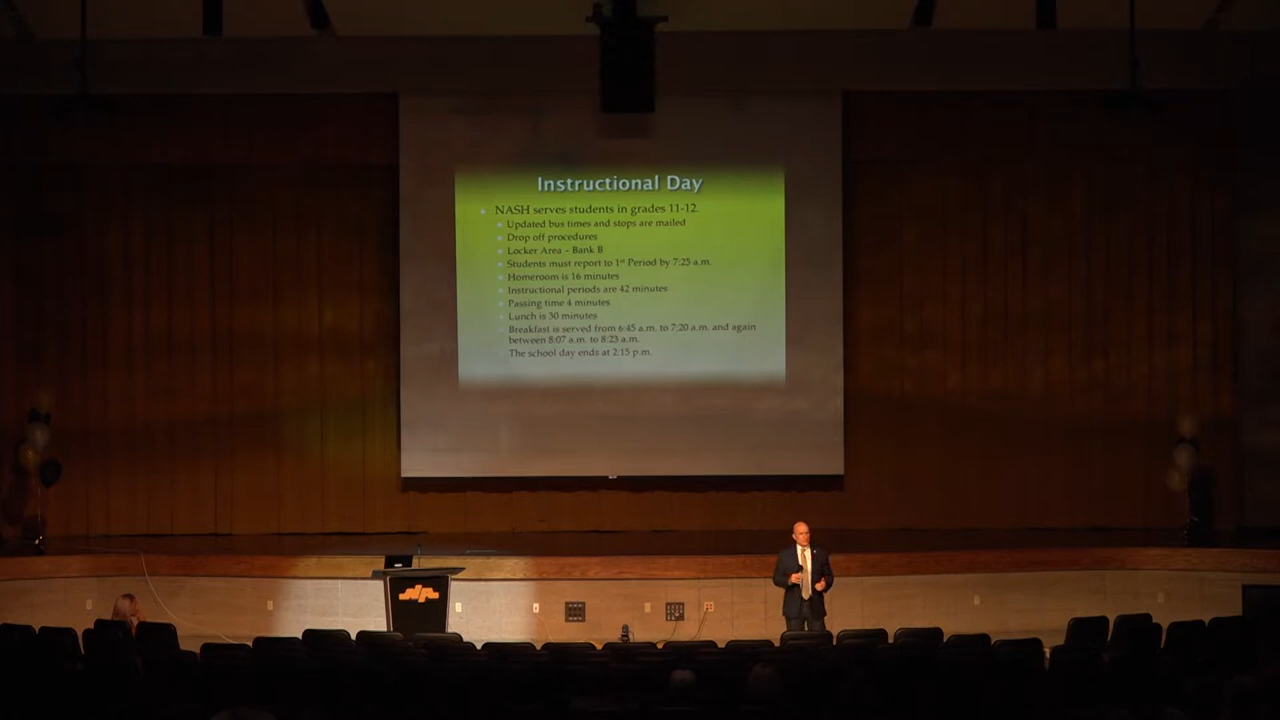 Instructional Day
NASH serves students in grades 11-12.
Updated bus times and stops are mailed
Drop off procedures
Locker Area – Bank B
Students must report to 1st Period by 7:25 a.m.
Homeroom is 16 minutes
Instructional periods are 42 minutes
Passing time 4 minutes
Lunch is 30 minutes
Breakfast is served from 6:45 a.m. to 7:20 a.m. and again
between 8:07 a.m. to 8:23 a.m.
The school day ends at 2:15 p.m.
NA